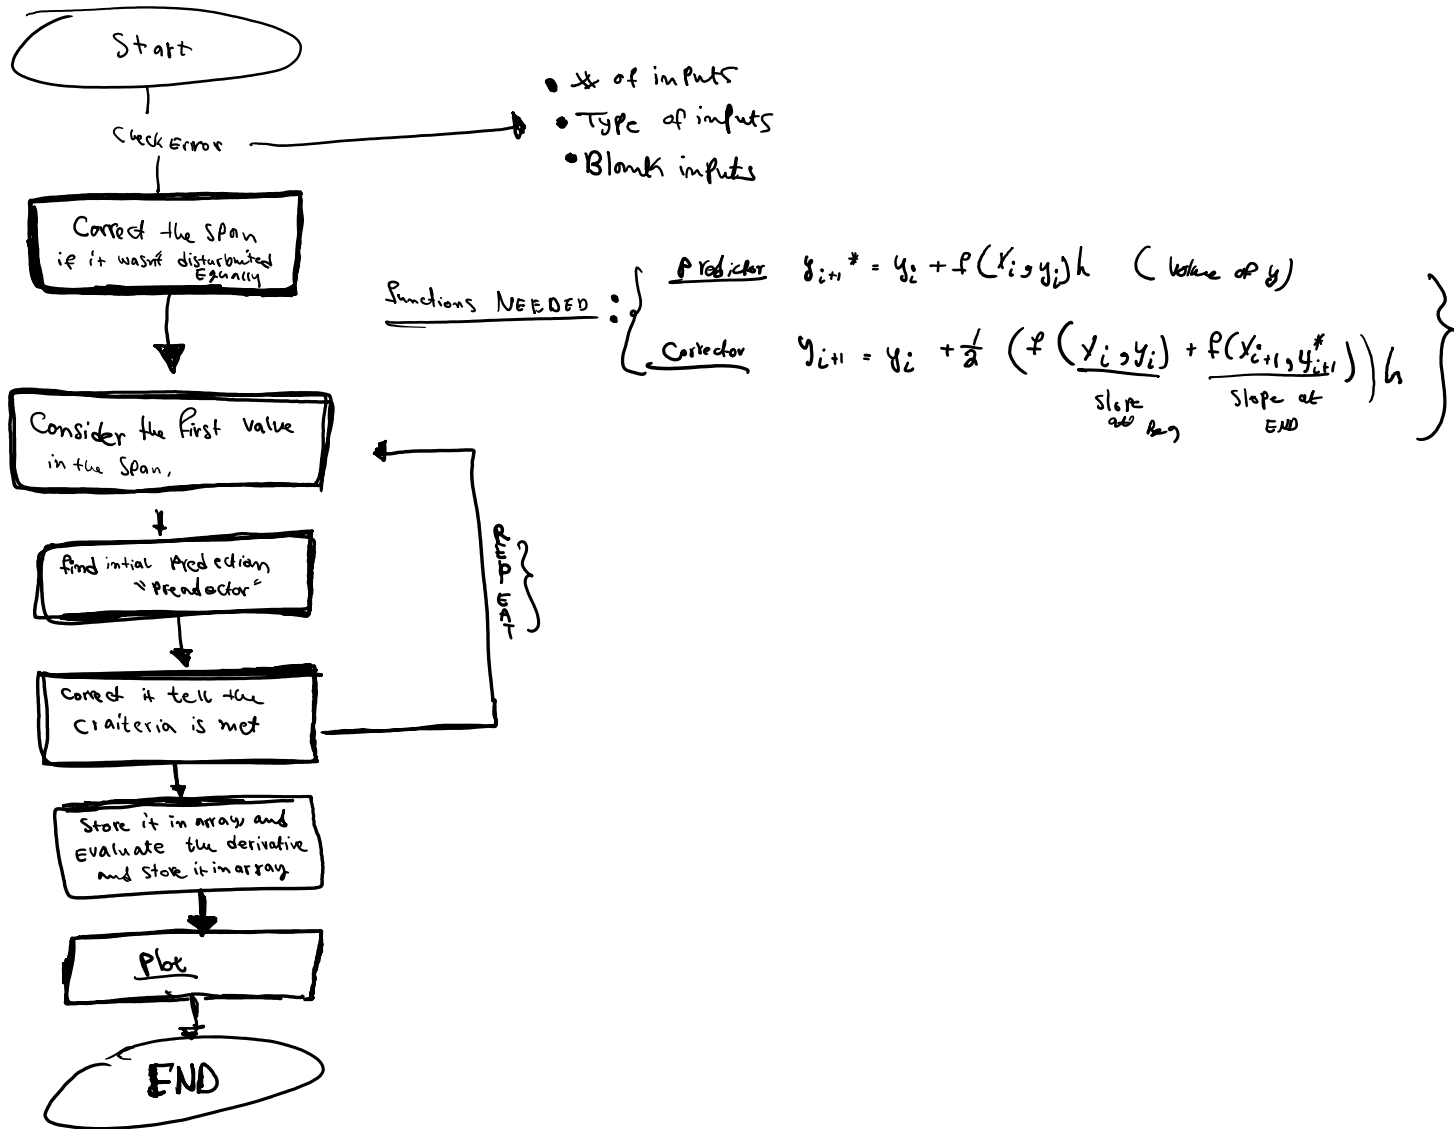 Start
Check Error
• # of inputs
• Type of inputs
• Blank inputs
Correct the span
if it wasn't disturbuted
Equally
Functions NEEDED :
Predictor y_{i+1}* = y_i + f(x_i, y_i)h (Value of y)
Corrector y_{i+1} = y_i + 1/2 (f(x_i, y_i) + f(x_{i+1}, y*_{i+1}))h
Slope at Beg
Slope at END
Consider the first value
in the span,
find intial Predection
"Preadector"
REPEAT
Correct it tell the
Craiteria is met
Store it in array and
Evaluate the derivative
and store it in array
Plot
END